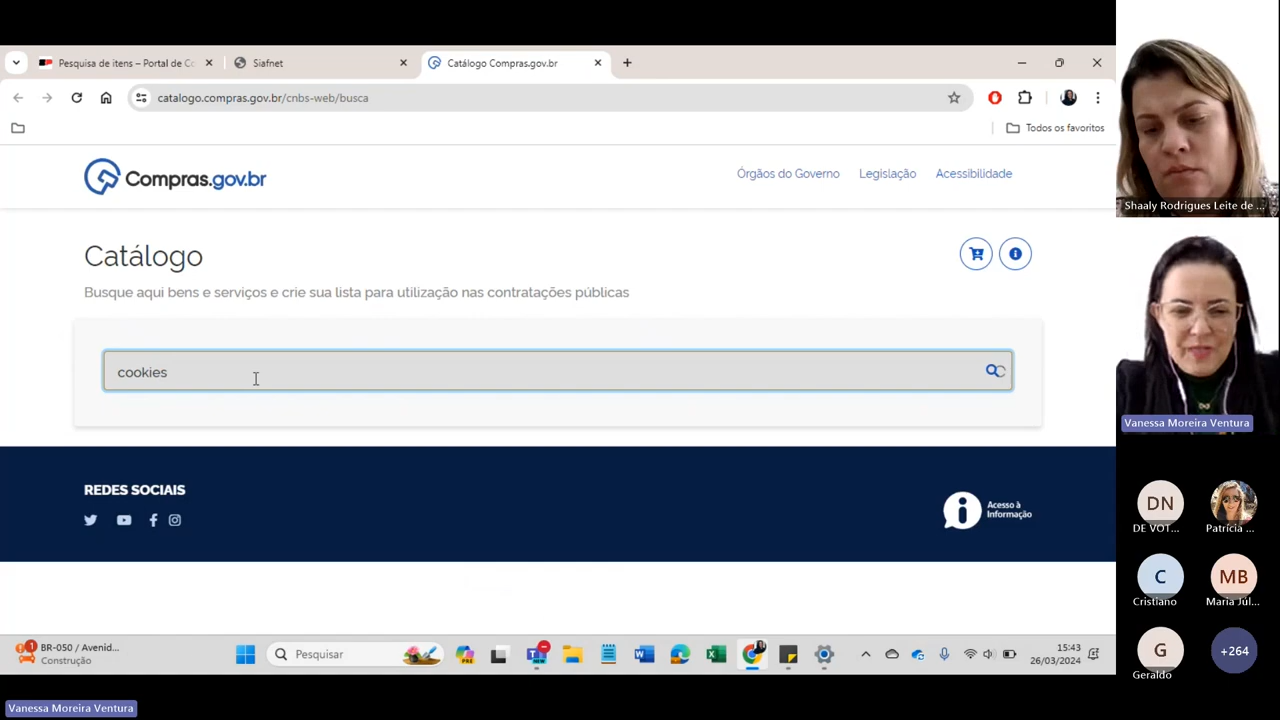 Pesquisa de itens – Portal de Co
Siafnet
Catálogo Compras.gov.br
catalogo.compras.gov.br/cnbs-web/busca
Todos os favoritos
Compras.gov.br
Órgãos do Governo
Legislação
Acessibilidade
Catálogo
Busque aqui bens e serviços e crie sua lista para utilização nas contratações públicas
cookies
REDES SOCIAIS
Acesso à
Informação
1
BR-050 / Avenid...
Construção
Pesquisar
PRE
NEW
15:43
26/03/2024
Vanessa Moreira Ventura
Shaaly Rodrigues Leite de ...
Vanessa Moreira Ventura
DN
DE VOT...
Patrícia ...
C
Cristiano
MB
Maria Júl...
G
Geraldo
+264